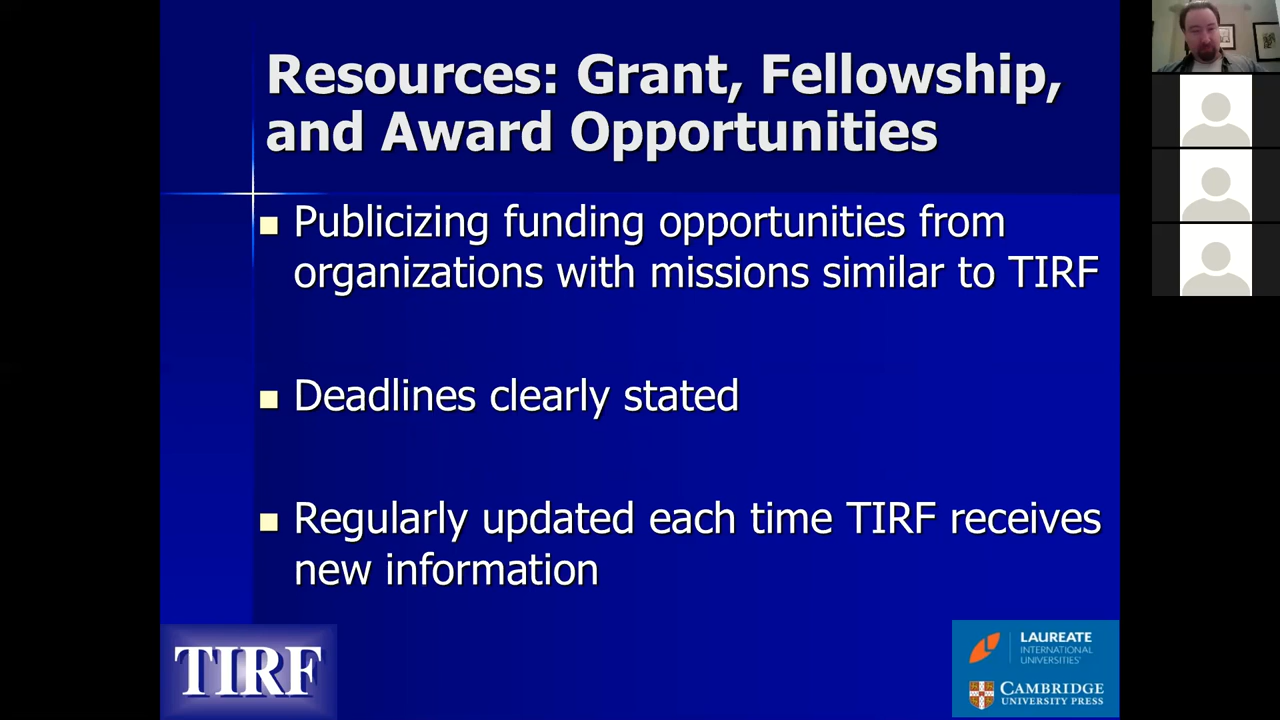 Resources: Grant, Fellowship,
and Award Opportunities
Publicizing funding opportunities from
organizations with missions similar to TIRF
Deadlines clearly stated
Regularly updated each time TIRF receives
new information
TIRF
LAUREATE
INTERNATIONAL
UNIVERSITIES
CAMBRIDGE
UNIVERSITY PRESS